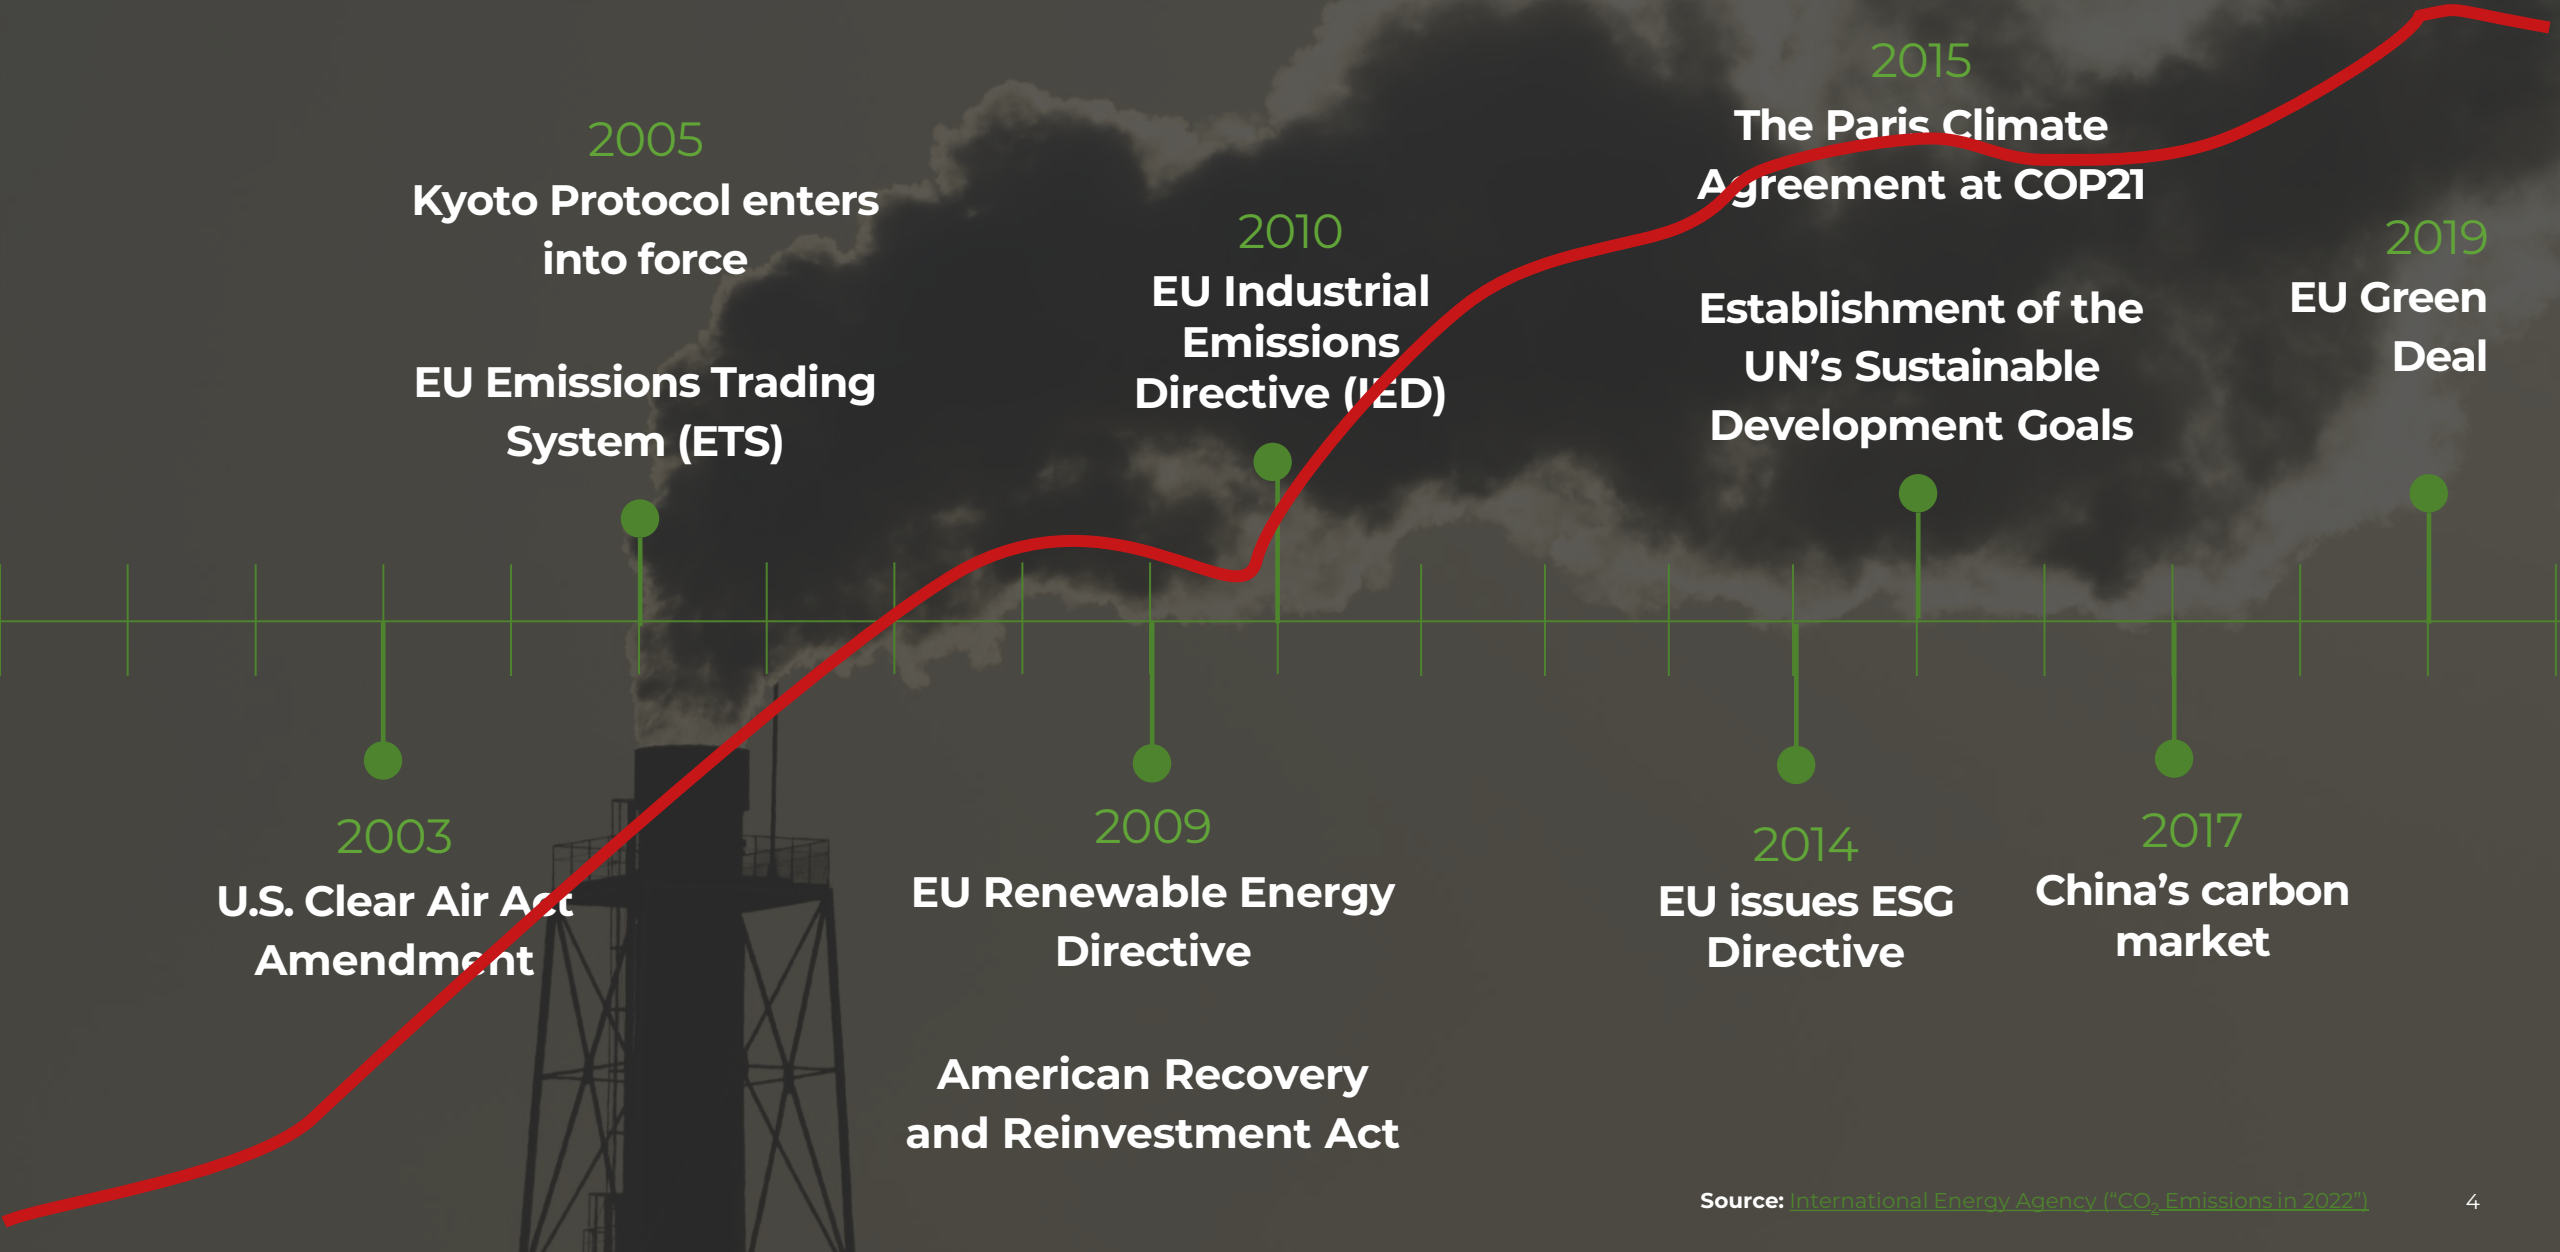 2005
Kyoto Protocol enters
into force
EU Emissions Trading
System (ETS)
2010
EU Industrial
Emissions
Directive (IED)
2015
The Paris Climate
Agreement at COP21
Establishment of the
UN’s Sustainable
Development Goals
2019
EU Green
Deal
2003
U.S. Clear Air Act
Amendment
2009
EU Renewable Energy
Directive
American Recovery
and Reinvestment Act
2014
EU issues ESG
Directive
2017
China’s carbon
market
Source: International Energy Agency (“CO₂ Emissions in 2022”)
4